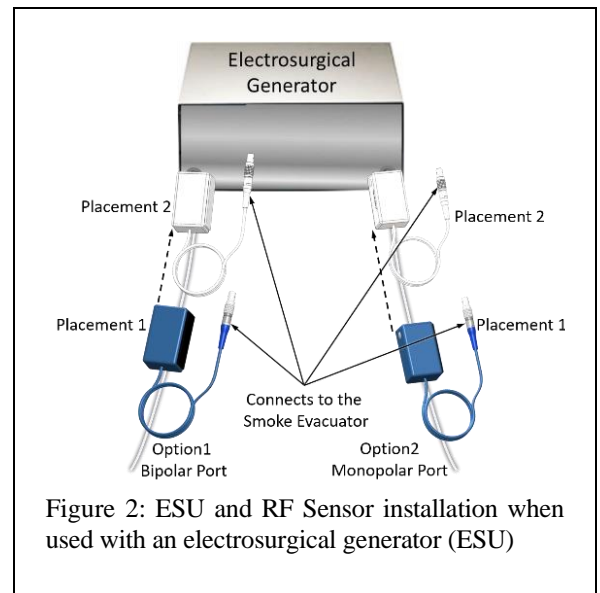 Electrosurgical
Generator
Placement 2
Placement 2
Placement 1
Placement 1
Connects to the
Smoke Evacuator
Option1
Bipolar Port
Option2
Monopolar Port
Figure 2: ESU and RF Sensor installation when
used with an electrosurgical generator (ESU)